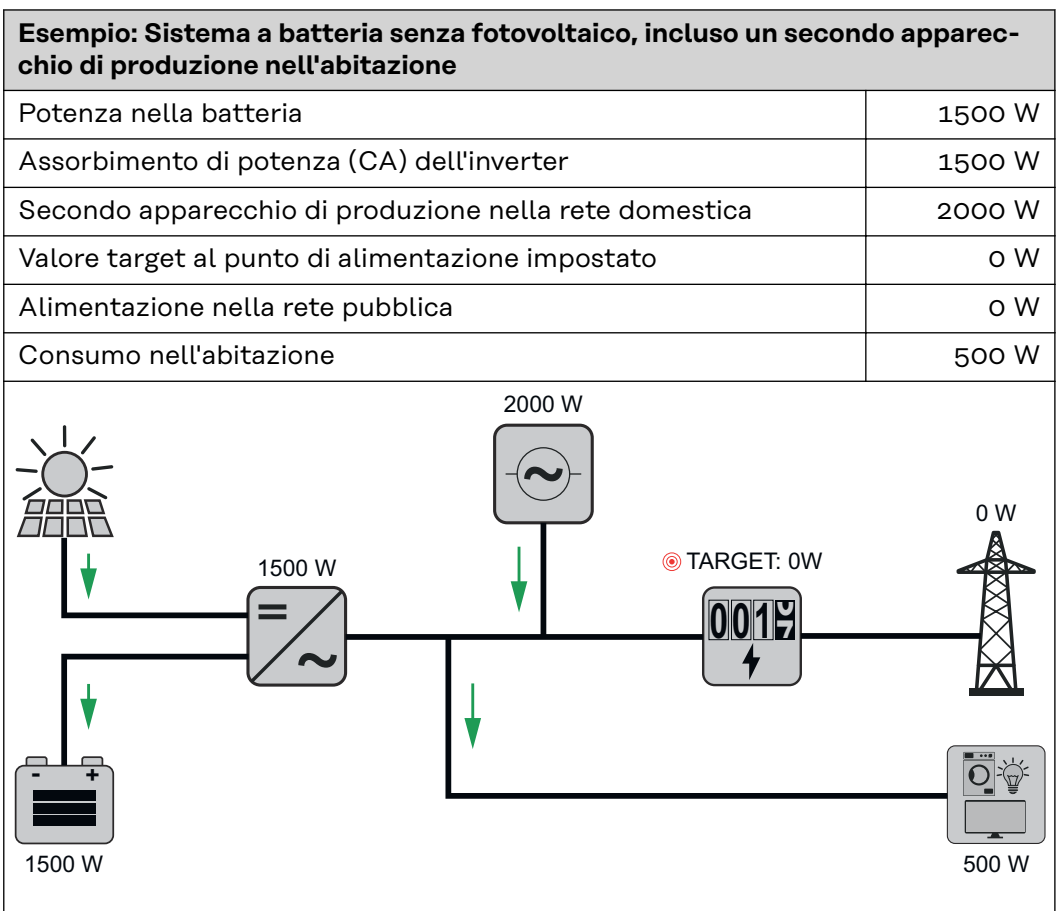 Esempio: Sistema a batteria senza fotovoltaico, incluso un secondo apparec-
chio di produzione nell'abitazione
Potenza nella batteria 1500 W
Assorbimento di potenza (CA) dell'inverter 1500 W
Secondo apparecchio di produzione nella rete domestica 2000 W
Valore target al punto di alimentazione impostato 0 W
Alimentazione nella rete pubblica 0 W
Consumo nell'abitazione 500 W
2000 W
0 W
1500 W
TARGET: 0W
001
- +
1500 W
500 W